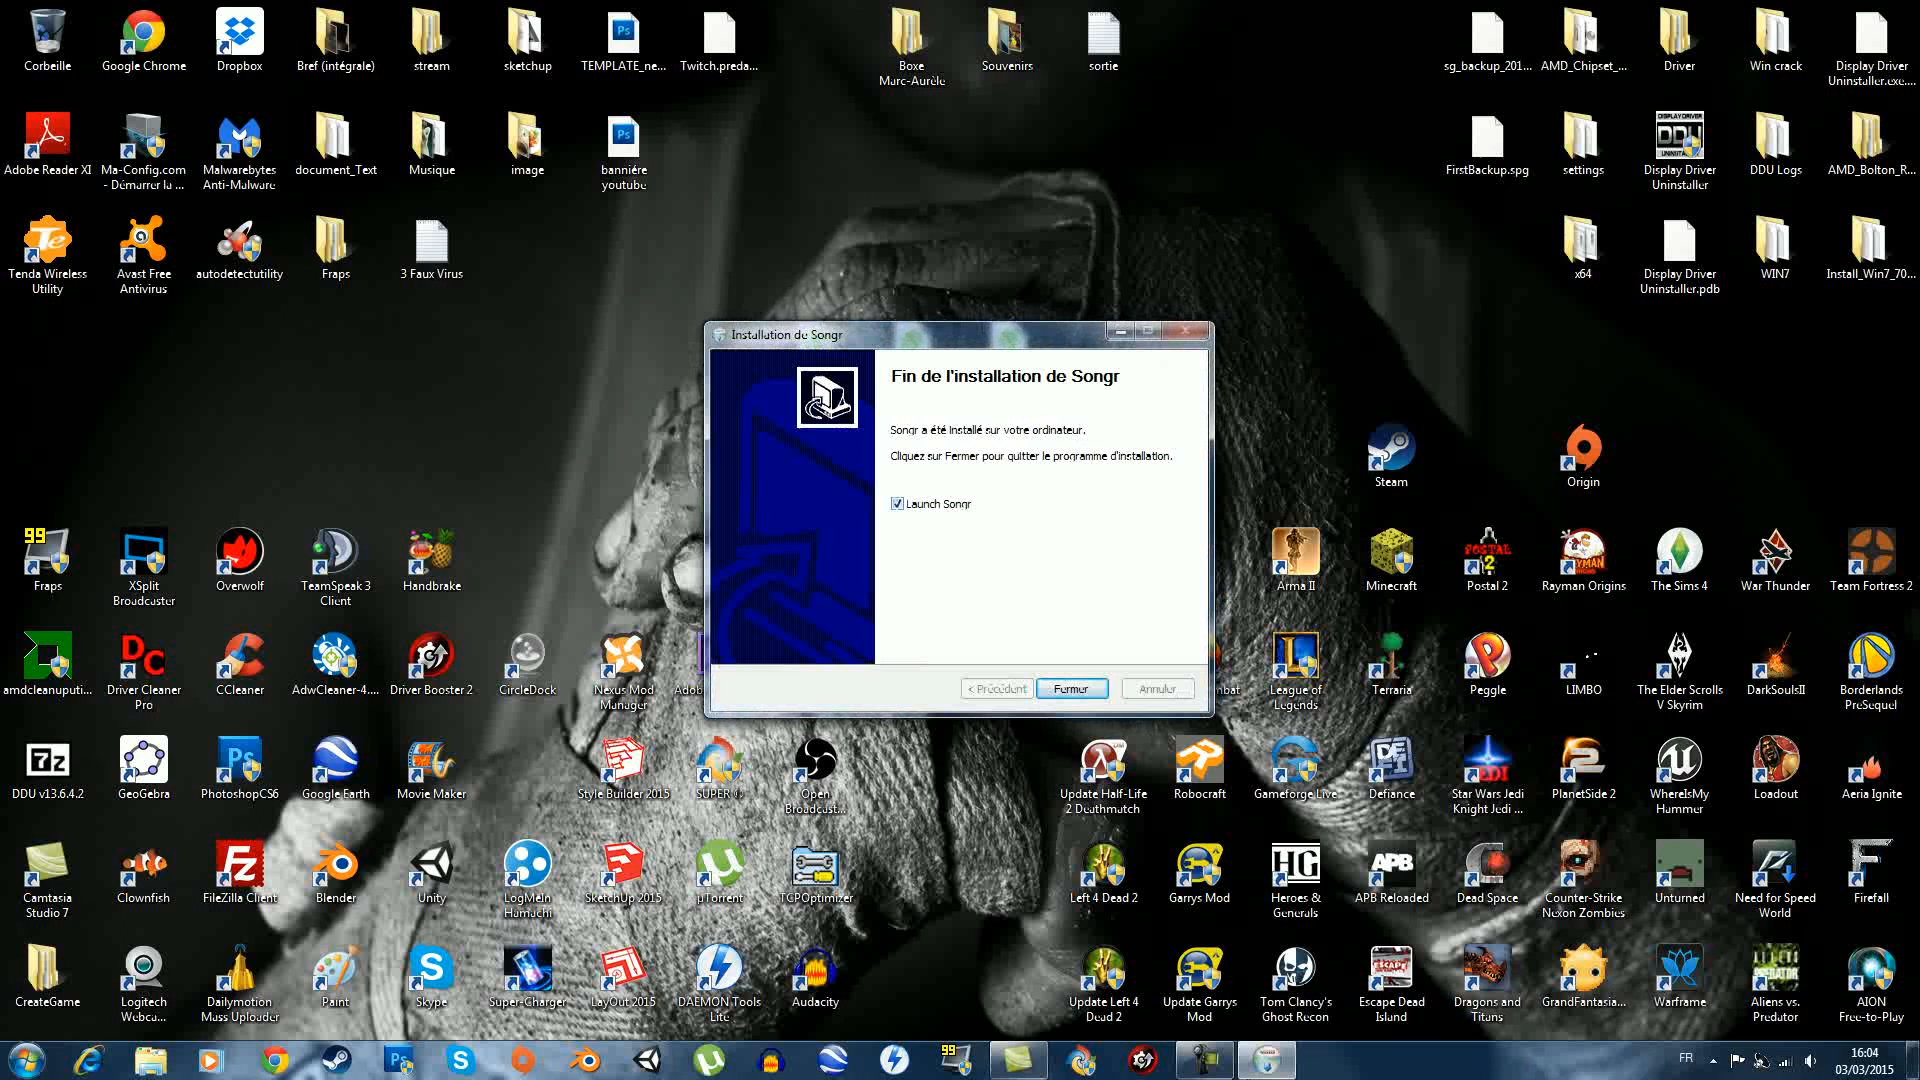 Corbeille
Google Chrome
Dropbox
Bref (intégrale)
stream
sketchup
TEMPLATE_ne...
Twitch.preda...
Boxe
Marc-Aurèle
Souvenirs
sortie
sg_backup_201...
AMD_Chipset_...
Driver
Win crack
Display Driver
Uninstaller.exe....
Adobe Reader XI
Ma-Config.com
- Démarrer la ...
Malwarebytes
Anti-Malware
document_Text
Musique
image
bannière
youtube
FirstBackup.spg
settings
Display Driver
Uninstaller
DDU Logs
AMD_Bolton_R...
Tenda Wireless
Utility
Avast Free
Antivirus
autodetectutility
Fraps
3 Faux Virus
x64
Display Driver
Uninstaller.pdb
WIN7
Install_Win7_70...
Installation de Songr
Fin de l'installation de Songr
Songr a été installé sur votre ordinateur.
Cliquez sur Fermer pour quitter le programme d'installation.
Launch Songr
< Précédent
Fermer
Annuler
Steam
Origin
Fraps
XSplit
Broadcaster
Overwolf
TeamSpeak 3
Client
Handbrake
Arma II
Minecraft
Postal 2
Rayman Origins
The Sims 4
War Thunder
Team Fortress 2
amdcleanuputi...
Driver Cleaner
Pro
CCleaner
AdwCleaner-4....
Driver Booster 2
CircleDock
Nexus Mod
Manager
League of
Legends
Terraria
Peggle
LIMBO
The Elder Scrolls
V Skyrim
DarkSoulsII
Borderlands
PreSequel
DDU v13.6.4.2
GeoGebra
PhotoshopCS6
Google Earth
Movie Maker
Style Builder 2015
SUPER ©
Open
Broadcast...
Update Half-Life
2 Deathmatch
Robocraft
Gameforge Live
Defiance
Star Wars Jedi
Knight Jedi ...
PlanetSide 2
WhereIsMy
Hammer
Loadout
Aeria Ignite
Camtasia
Studio 7
Clownfish
FileZilla Client
Blender
Unity
LogMeIn
Hamachi
SketchUp 2015
µTorrent
TCPOptimizer
Left 4 Dead 2
Garrys Mod
Heroes &
Generals
APB Reloaded
Dead Space
Counter-Strike
Nexon Zombies
Unturned
Need for Speed
World
Firefall
CreateGame
Logitech
Webca...
Dailymotion
Mass Uploader
Paint
Skype
Super-Charger
LayOut 2015
DAEMON Tools
Lite
Audacity
Update Left 4
Dead 2
Update Garrys
Mod
Tom Clancy's
Ghost Recon
Escape Dead
Island
Dragons and
Titans
GrandFantasia...
Warframe
Aliens vs.
Predator
AION
Free-to-Play
FR
16:04
03/03/2015